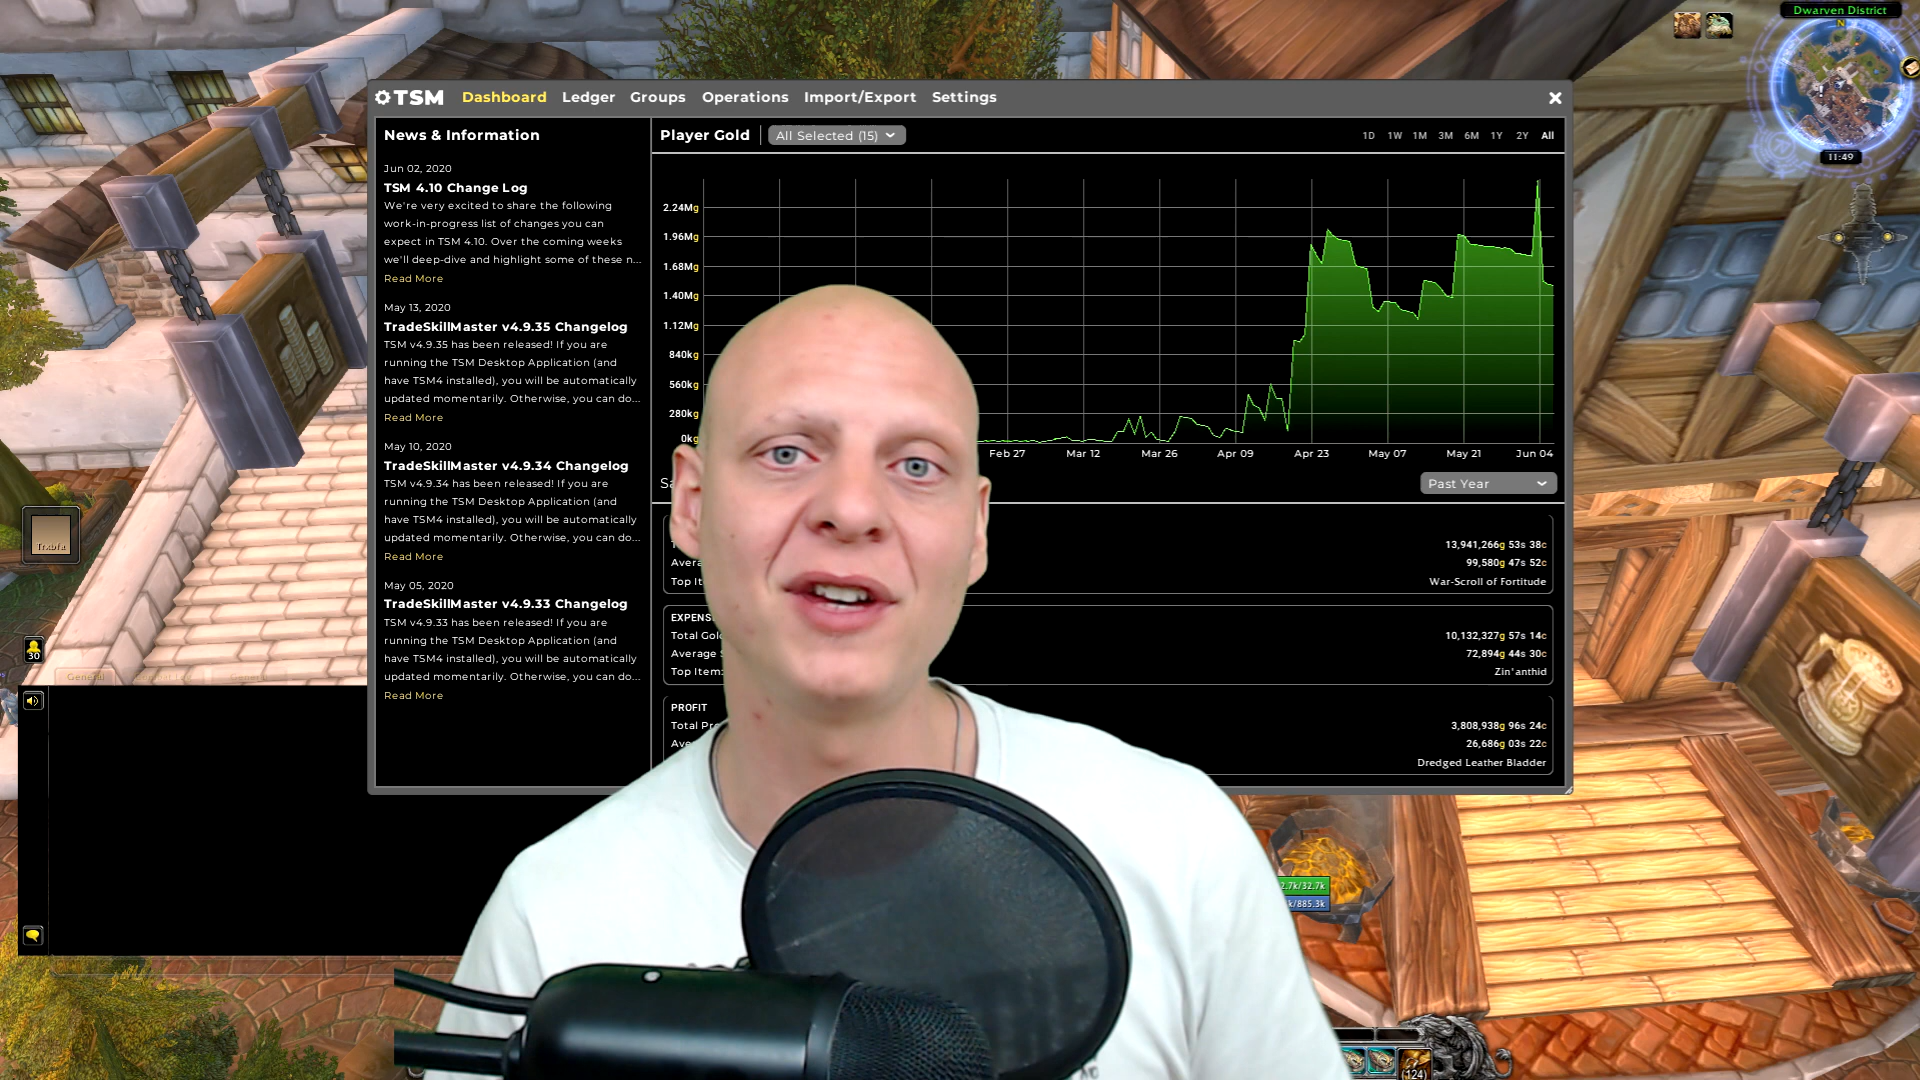 Dwarven District
N
TSM Dashboard Ledger Groups Operations Import/Export Settings
News & Information
Jun 02, 2020
TSM 4.10 Change Log
We're very excited to share the following
work-in-progress list of changes you can
expect in TSM 4.10. Over the coming weeks
we'll deep-dive and highlight some of these n...
Read More
May 13, 2020
TradeSkillMaster v4.9.35 Changelog
TSM v4.9.35 has been released! If you are
running the TSM Desktop Application (and
have TSM4 installed), you will be automatically
updated momentarily. Otherwise, you can do...
Read More
May 10, 2020
TradeSkillMaster v4.9.34 Changelog
TSM v4.9.34 has been released! If you are
running the TSM Desktop Application (and
have TSM4 installed), you will be automatically
updated momentarily. Otherwise, you can do...
Read More
May 05, 2020
TradeSkillMaster v4.9.33 Changelog
TSM v4.9.33 has been released! If you are
running the TSM Desktop Application (and
have TSM4 installed), you will be automatically
updated momentarily. Otherwise, you can do...
Read More
Player Gold All Selected (15) 1D 1W 1M 3M 6M 1Y 2Y All
2.24Mg
1.96Mg
1.68Mg
1.40Mg
1.12Mg
840kg
560kg
280kg
0kg
Feb 27 Mar 12 Mar 26 Apr 09 Apr 23 May 07 May 21 Jun 04
Past Year
13,941,266g 53s 38c
99,580g 47s 52c
Top It War-Scroll of Fortitude
EXPENS
Total Gol 10,132,327g 57s 14c
Average S 72,894g 44s 30c
Top Item: Zin'anthid
PROFIT
Total Pr 3,808,938g 96s 24c
Ave 26,686g 03s 22c
Dredged Leather Bladder
11:49
30
General
2.7k/32.7k
k/885.3k
(124)